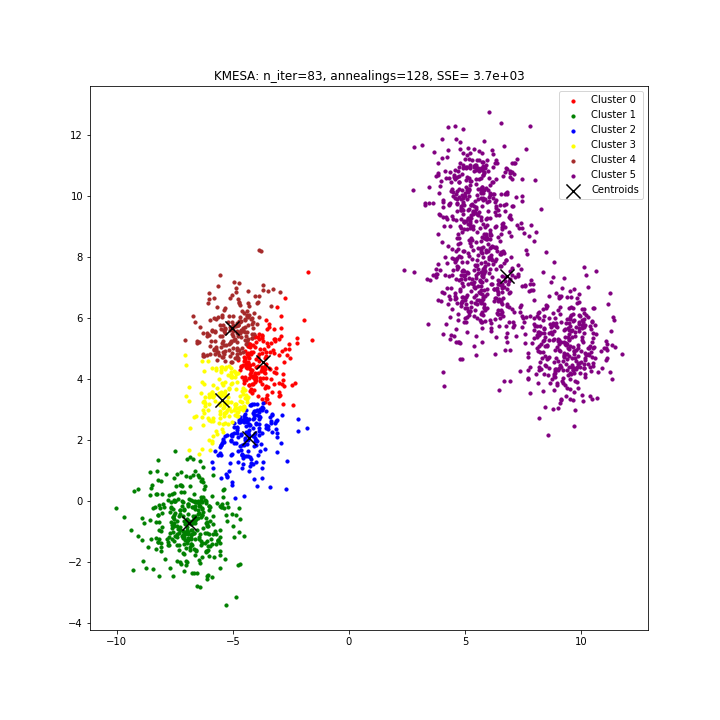 KMESA: n_iter=83, annealings=128, SSE= 3.7e+03
Cluster 0
Cluster 1
Cluster 2
Cluster 3
Cluster 4
Cluster 5
Centroids
12
10
8
6
4
2
0
−2
−4
−10 −5 0 5 10